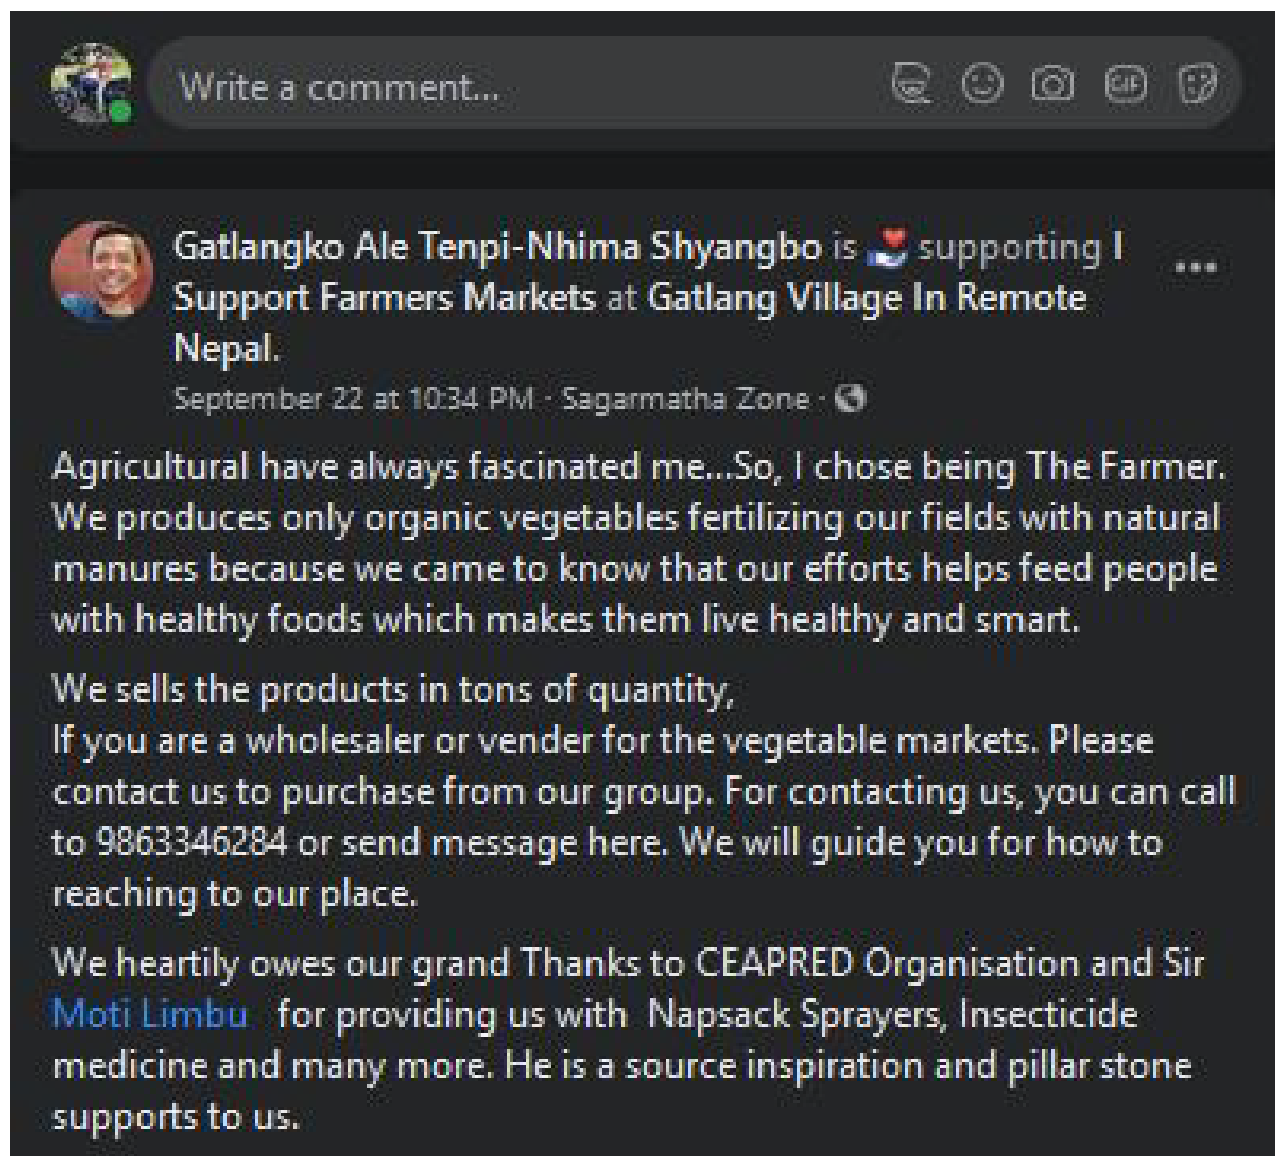 Write a comment...
GIF
Gatlangko Ale Tenpi-Nhima Shyangbo is supporting I
Support Farmers Markets at Gatlang Village In Remote
Nepal.
September 22 at 10:34 PM · Sagarmatha Zone ·
Agricultural have always fascinated me...So, I chose being The Farmer.
We produces only organic vegetables fertilizing our fields with natural
manures because we came to know that our efforts helps feed people
with healthy foods which makes them live healthy and smart.
We sells the products in tons of quantity,
If you are a wholesaler or vender for the vegetable markets. Please
contact us to purchase from our group. For contacting us, you can call
to 9863346284 or send message here. We will guide you for how to
reaching to our place.
We heartily owes our grand Thanks to CEAPRED Organisation and Sir
Moti Limbu for providing us with Napsack Sprayers, Insecticide
medicine and many more. He is a source inspiration and pillar stone
supports to us.